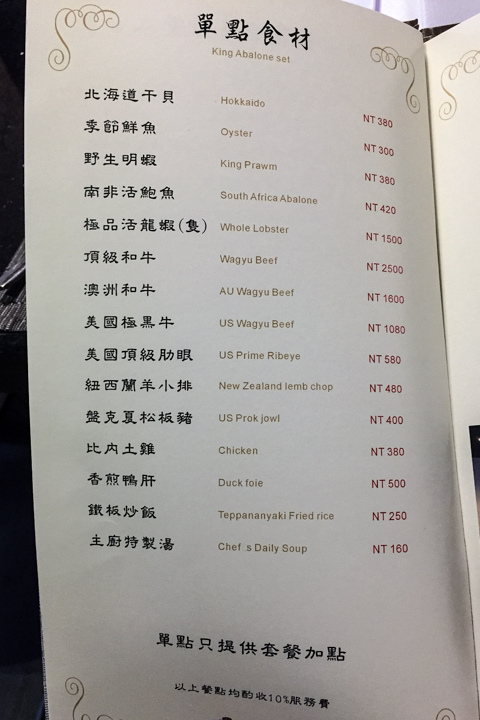 單點食材
King Abalone set
北海道干貝 Hokkaido NT 380
季節鮮魚 Oyster NT 300
野生明蝦 King Prawm NT 380
南非活鮑魚 South Africa Abalone NT 420
極品活龍蝦(隻) Whole Lobster NT 1500
頂級和牛 Wagyu Beef NT 2500
澳洲和牛 AU Wagyu Beef NT 1600
美國極黑牛 US Wagyu Beef NT 1080
美國頂級肋眼 US Prime Ribeye NT 580
紐西蘭羊小排 New Zealand lemb chop NT 480
盤克夏松板豬 US Prok jowl NT 400
比內土雞 Chicken NT 380
香煎鴨肝 Duck foie NT 500
鐵板炒飯 Teppananyaki Fried rice NT 250
主廚特製湯 Chef .s Daily Soup NT 160
單點只提供套餐加點
以上餐點均酌收10%服務費